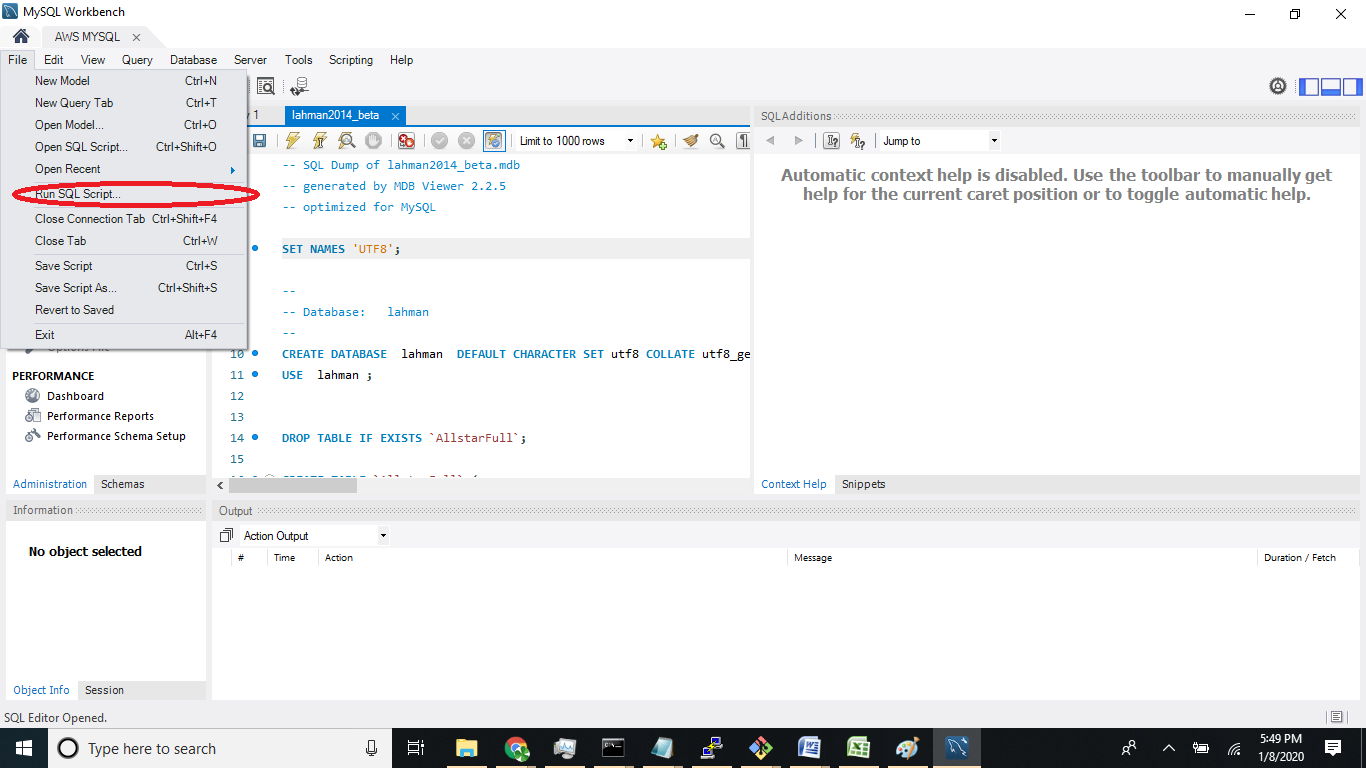 MySQL Workbench
AWS MYSQL
File Edit View Query Database Server Tools Scripting Help
New Model Ctrl+N
New Query Tab Ctrl+T
Open Model... Ctrl+O
Open SQL Script... Ctrl+Shift+O
Open Recent
Run SQL Script...
Close Connection Tab Ctrl+Shift+F4
Close Tab Ctrl+W
Save Script Ctrl+S
Save Script As... Ctrl+Shift+S
Revert to Saved
Exit Alt+F4
Options File
PERFORMANCE
Dashboard
Performance Reports
Performance Schema Setup
Administration Schemas
1 lahman2014_beta
Limit to 1000 rows
-- SQL Dump of lahman2014_beta.mdb
-- generated by MDB Viewer 2.2.5
-- optimized for MySQL
SET NAMES 'UTF8';
--
-- Database: lahman
--
10 CREATE DATABASE lahman DEFAULT CHARACTER SET utf8 COLLATE utf8_ge
11 USE lahman ;
12
13
14 DROP TABLE IF EXISTS `AllstarFull`;
15
SQLAdditions
Jump to
Automatic context help is disabled. Use the toolbar to manually get
help for the current caret position or to toggle automatic help.
Context Help Snippets
Information
No object selected
Object Info Session
Output
Action Output
# Time Action Message Duration / Fetch
SQL Editor Opened.
Type here to search
5:49 PM
1/8/2020